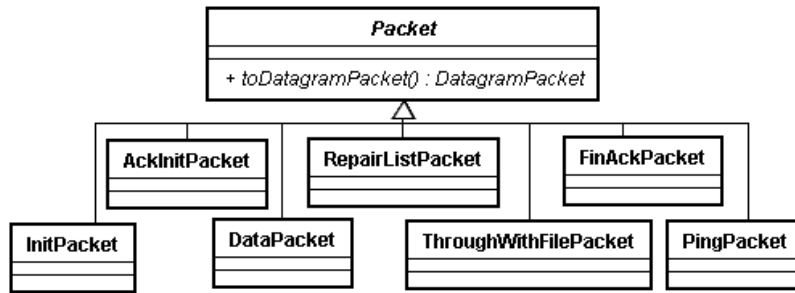 Packet
+ toDatagramPacket() : DatagramPacket
AckInitPacket
RepairListPacket
FinAckPacket
InitPacket
DataPacket
ThroughWithFilePacket
PingPacket